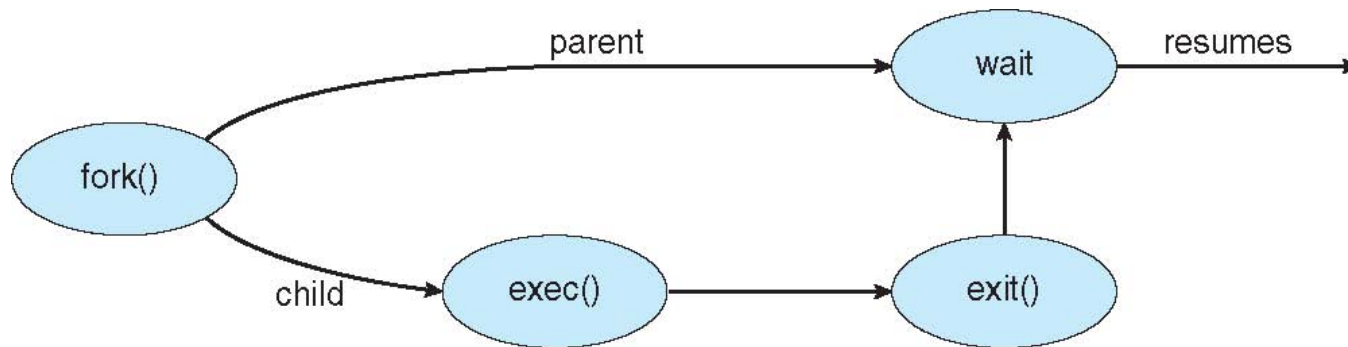 parent
wait
resumes
fork()
child
exec()
exit()